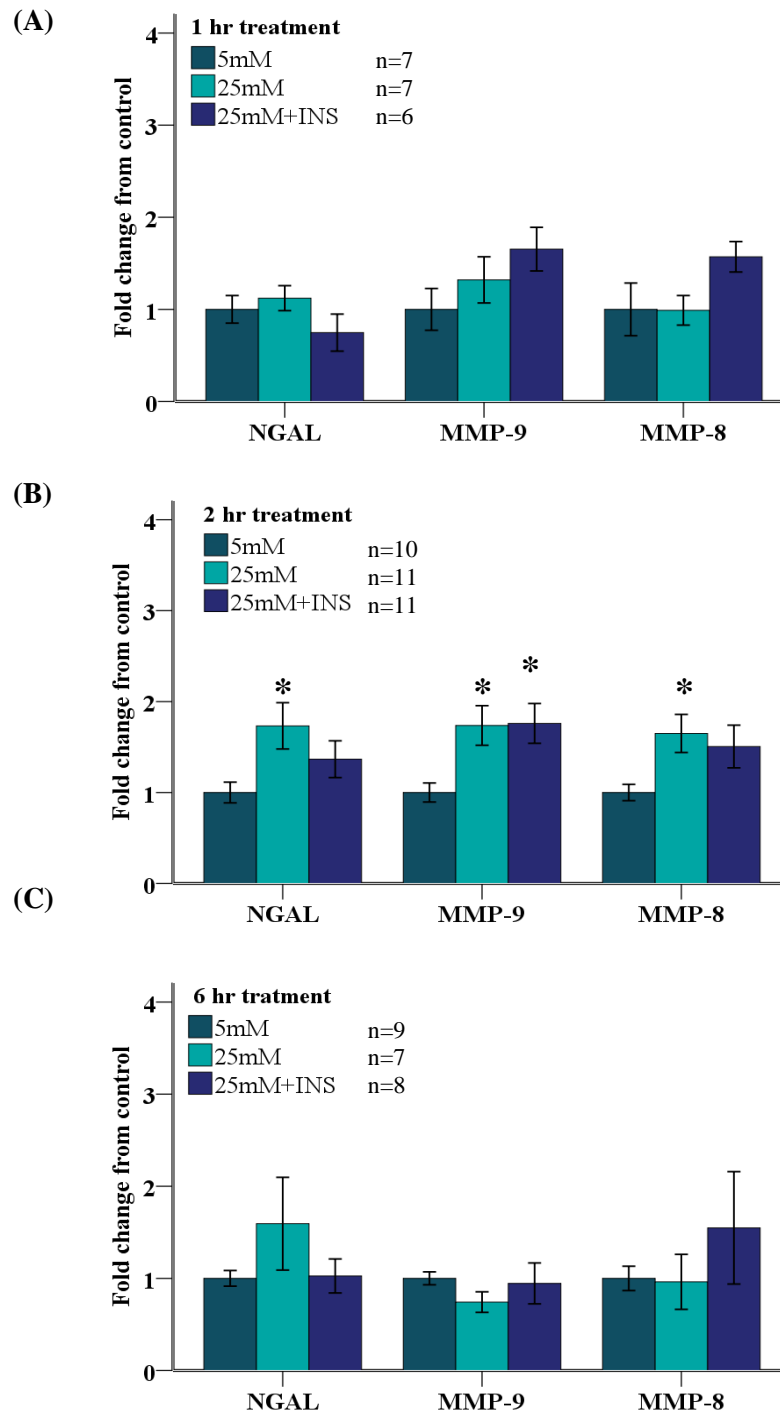 (A)
1 hr treatment
5mM n=7
25mM n=7
25mM+INS n=6
Fold change from control
4
3
2
1
0
NGAL MMP-9 MMP-8
(B)
2 hr treatment
5mM n=10
25mM n=11
25mM+INS n=11
Fold change from control
4
3
2
1
0
* * * *
NGAL MMP-9 MMP-8
(C)
6 hr tratment
5mM n=9
25mM n=7
25mM+INS n=8
Fold change from control
4
3
2
1
0
NGAL MMP-9 MMP-8